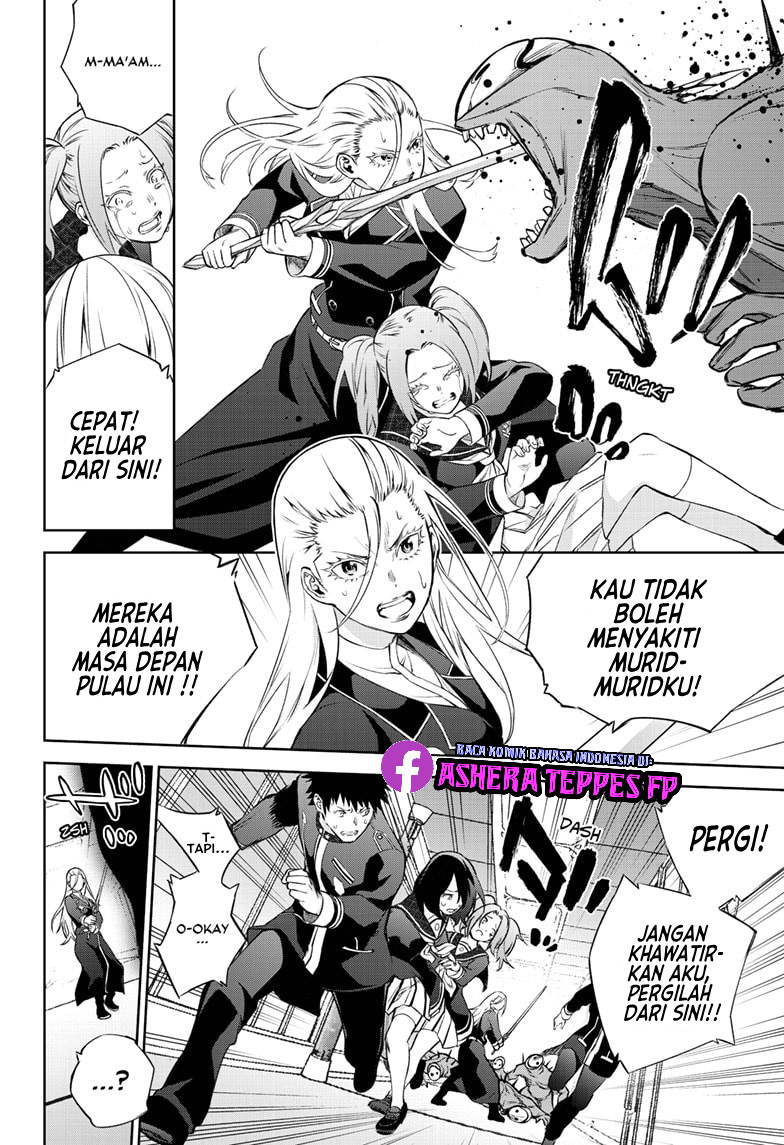 THNGKT
M-MA'AM...
CEPAT!
KELUAR
DARI SINI!
KAU TIDAK
BOLEH
MENYAKITI
MURID-
MURIDKU!
MEREKA
ADALAH
MASA DEPAN
PULAU INI !!
BACA KOMIK BAHASA INDONESIA DI:
f ASHERA TEPPES FP
PERGI!
JANGAN
KHAWATIR-
KAN AKU,
PERGILAH
DARI SINI!!
DASH
T-
TAPI...
O-OKAY
...
ZSH
...?